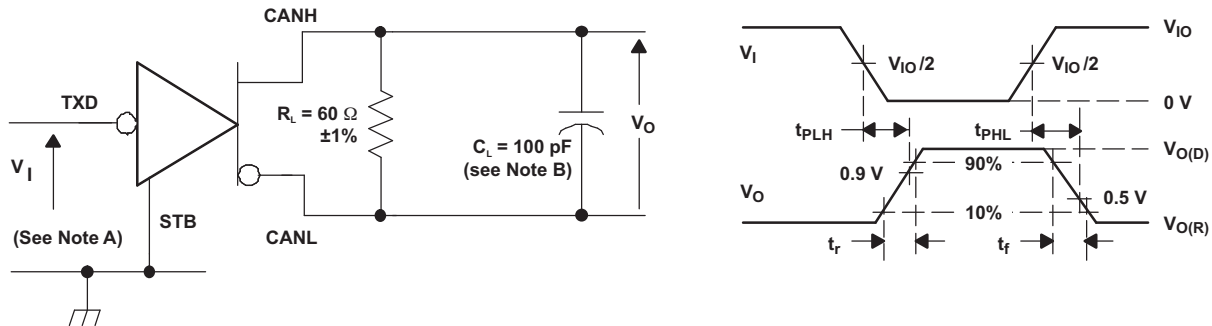 CANH
TXD
R_L = 60 Ω
±1%
C_L = 100 pF
(see Note B)
V_O
V_I
STB
(See Note A)
CANL
V_I
V_IO
V_IO/2
V_IO/2
0 V
t_PLH
t_PHL
V_O(D)
0.9 V
90%
V_O
0.5 V
10%
V_O(R)
t_r
t_f